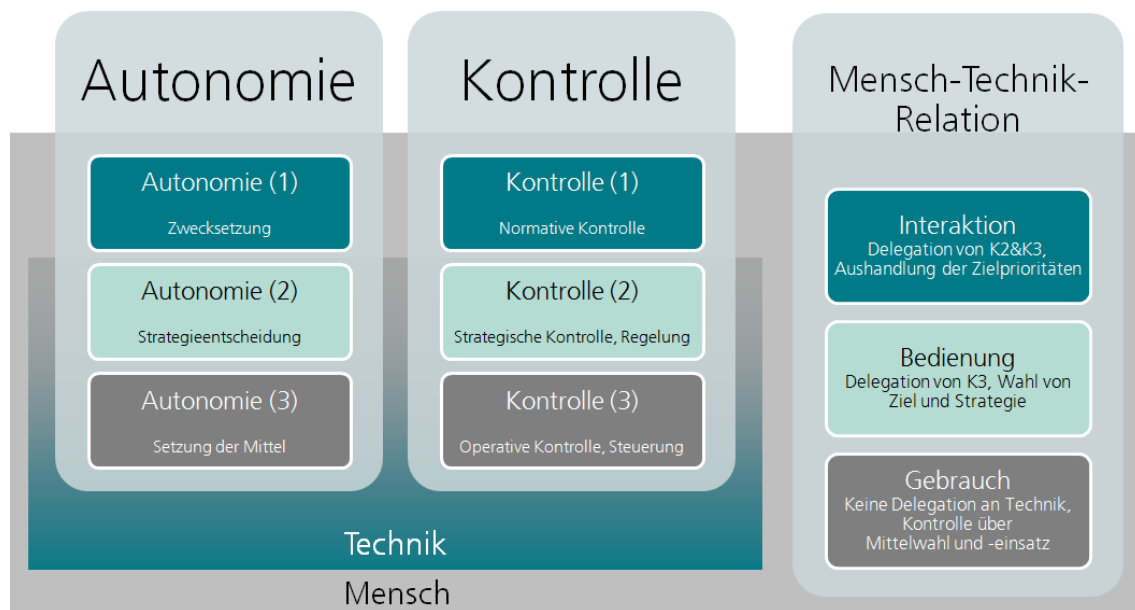 Autonomie
Autonomie (1)
Zwecksetzung
Autonomie (2)
Strategieentscheidung
Autonomie (3)
Setzung der Mittel
Kontrolle
Kontrolle (1)
Normative Kontrolle
Kontrolle (2)
Strategische Kontrolle, Regelung
Kontrolle (3)
Operative Kontrolle, Steuerung
Technik
Mensch
Mensch-Technik-
Relation
Interaktion
Delegation von K2&K3,
Aushandlung der Zielprioritäten
Bedienung
Delegation von K3, Wahl von
Ziel und Strategie
Gebrauch
Keine Delegation an Technik,
Kontrolle über
Mittelwahl und -einsatz